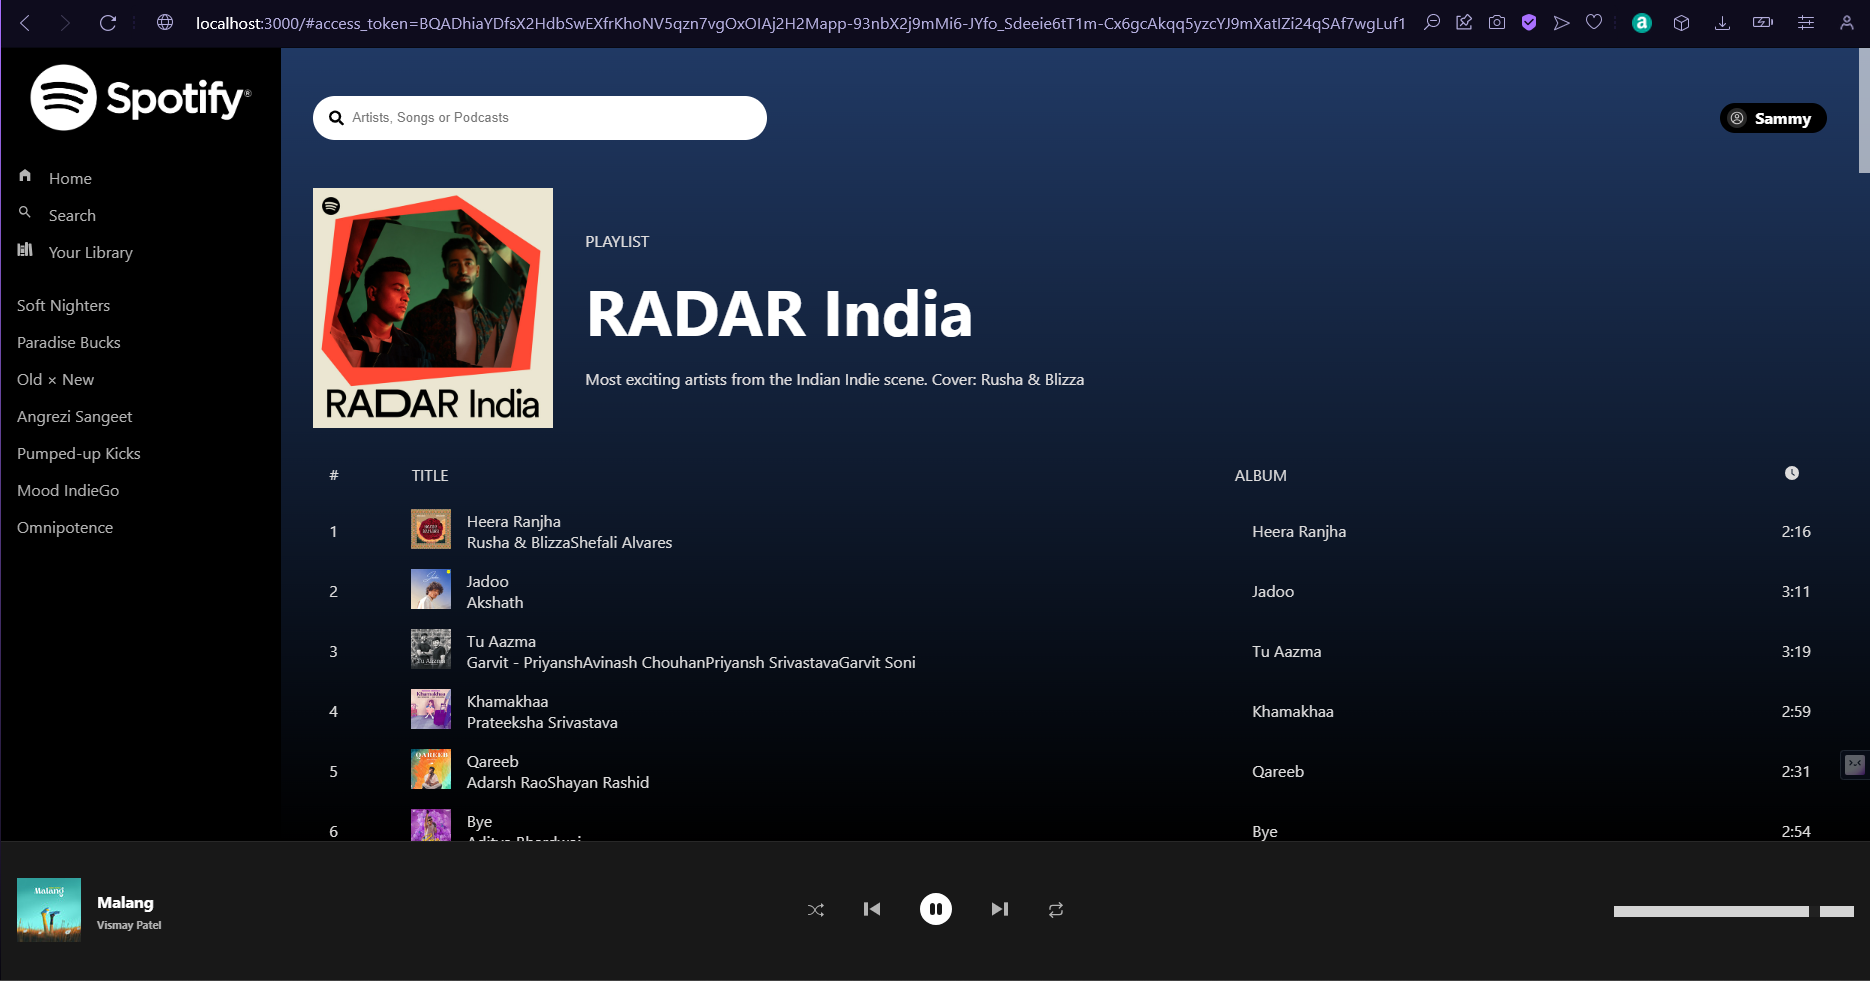 localhost:3000/#access_token=BQADhiaYDfsX2HdbSwEXfrKhoNV5qzn7vgOxOIAj2H2Mapp-93nbX2j9mMi6-JYfo_Sdeeie6tT1m-Cx6gcAkqq5yzcYJ9mXatIZi24qSAf7wgLuf1
Spotify®
Artists, Songs or Podcasts
Sammy
Home
Search
Your Library
Soft Nighters
Paradise Bucks
Old × New
Angrezi Sangeet
Pumped-up Kicks
Mood IndieGo
Omnipotence
RADAR India
PLAYLIST
RADAR India
Most exciting artists from the Indian Indie scene. Cover: Rusha & Blizza
# TITLE ALBUM
1 Heera Ranjha Heera Ranjha 2:16
Rusha & BlizzaShefali Alvares
2 Jadoo Jadoo 3:11
Akshath
3 Tu Aazma Tu Aazma 3:19
Garvit - PriyanshAvinash ChouhanPriyansh SrivastavaGarvit Soni
4 Khamakhaa Khamakhaa 2:59
Prateeksha Srivastava
5 Qareeb Qareeb 2:31
Adarsh RaoShayan Rashid
6 Bye Bye 2:54
Malang
Malang
Vismay Patel